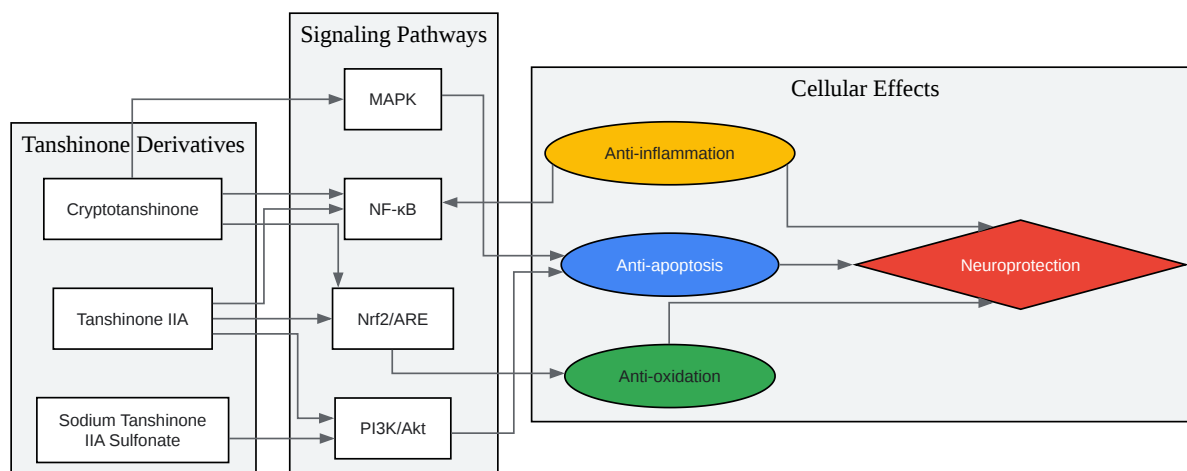 Signaling Pathways
Cellular Effects
Tanshinone Derivatives
MAPK
Anti-inflammation
Cryptotanshinone
NF-κB
Anti-apoptosis
Neuroprotection
Tanshinone IIA
Nrf2/ARE
Anti-oxidation
Sodium Tanshinone
IIA Sulfonate
PI3K/Akt